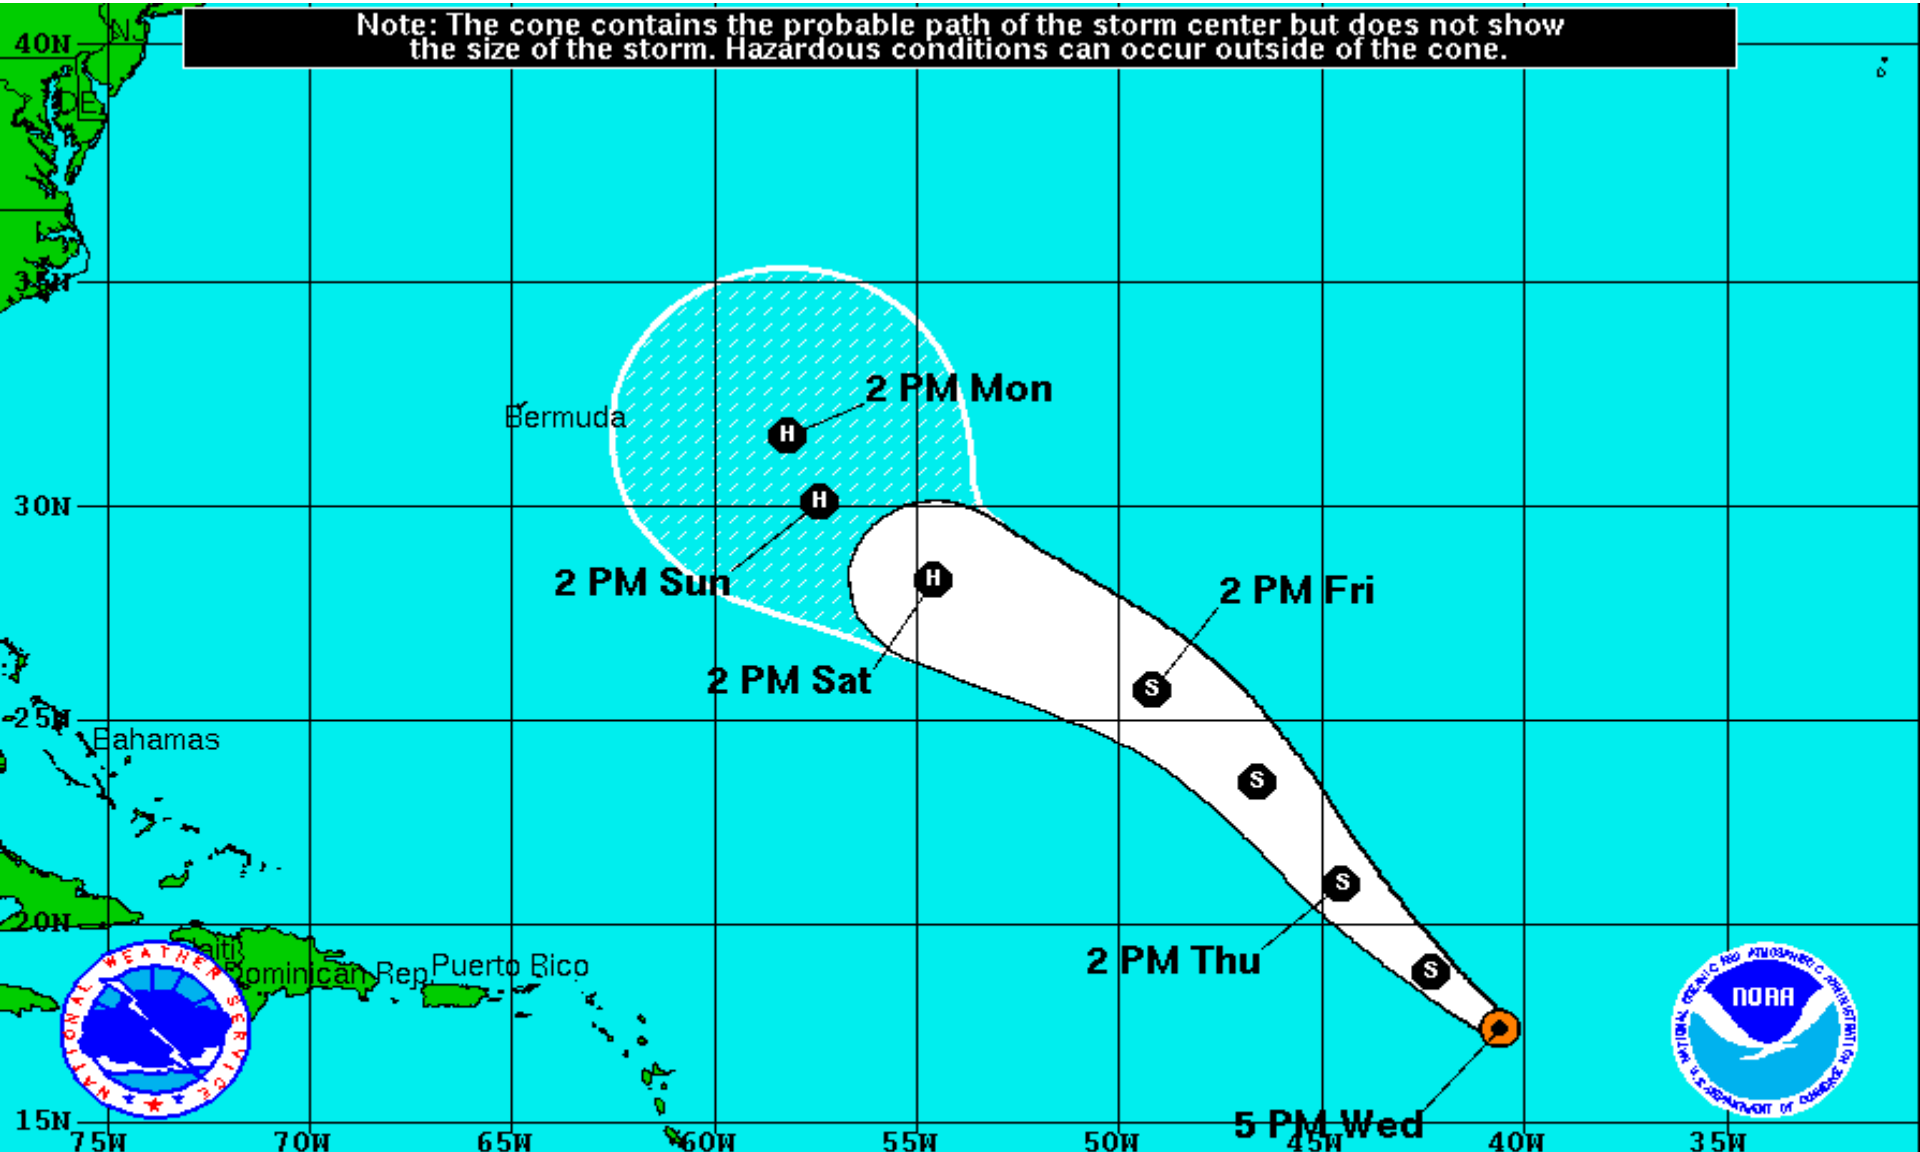 Note: The cone contains the probable path of the storm center but does not show
the size of the storm. Hazardous conditions can occur outside of the cone.
NJ
40N
DE
35N
2 PM Mon
Bermuda
H
H
30N
2 PM Sun
H
2 PM Fri
2 PM Sat
S
25N
Bahamas
S
S
20N
Haiti
Dominican Rep.
Puerto Rico
2 PM Thu
S
NATIONAL WEATHER SERVICE
NOAA
5 PM Wed
15N
75W 70W 65W 60W 55W 50W 45W 40W 35W